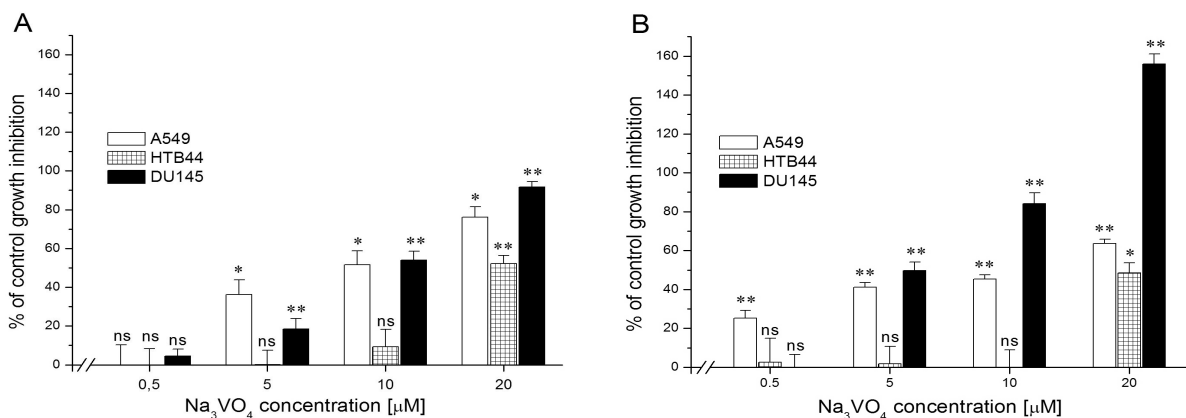 A
% of control growth inhibition
160
140
120
100
80
60
40
20
0
A549
HTB44
DU145
ns ns ns
* ns **
* ns **
* ** **
0,5 5 10 20
Na₃VO₄ concentration [μM]
B
% of control growth inhibition
160
140
120
100
80
60
40
20
0
A549
HTB44
DU145
** ns ns
** ns **
** ns **
** * **
0.5 5 10 20
Na₃VO₄ concentration [μM]